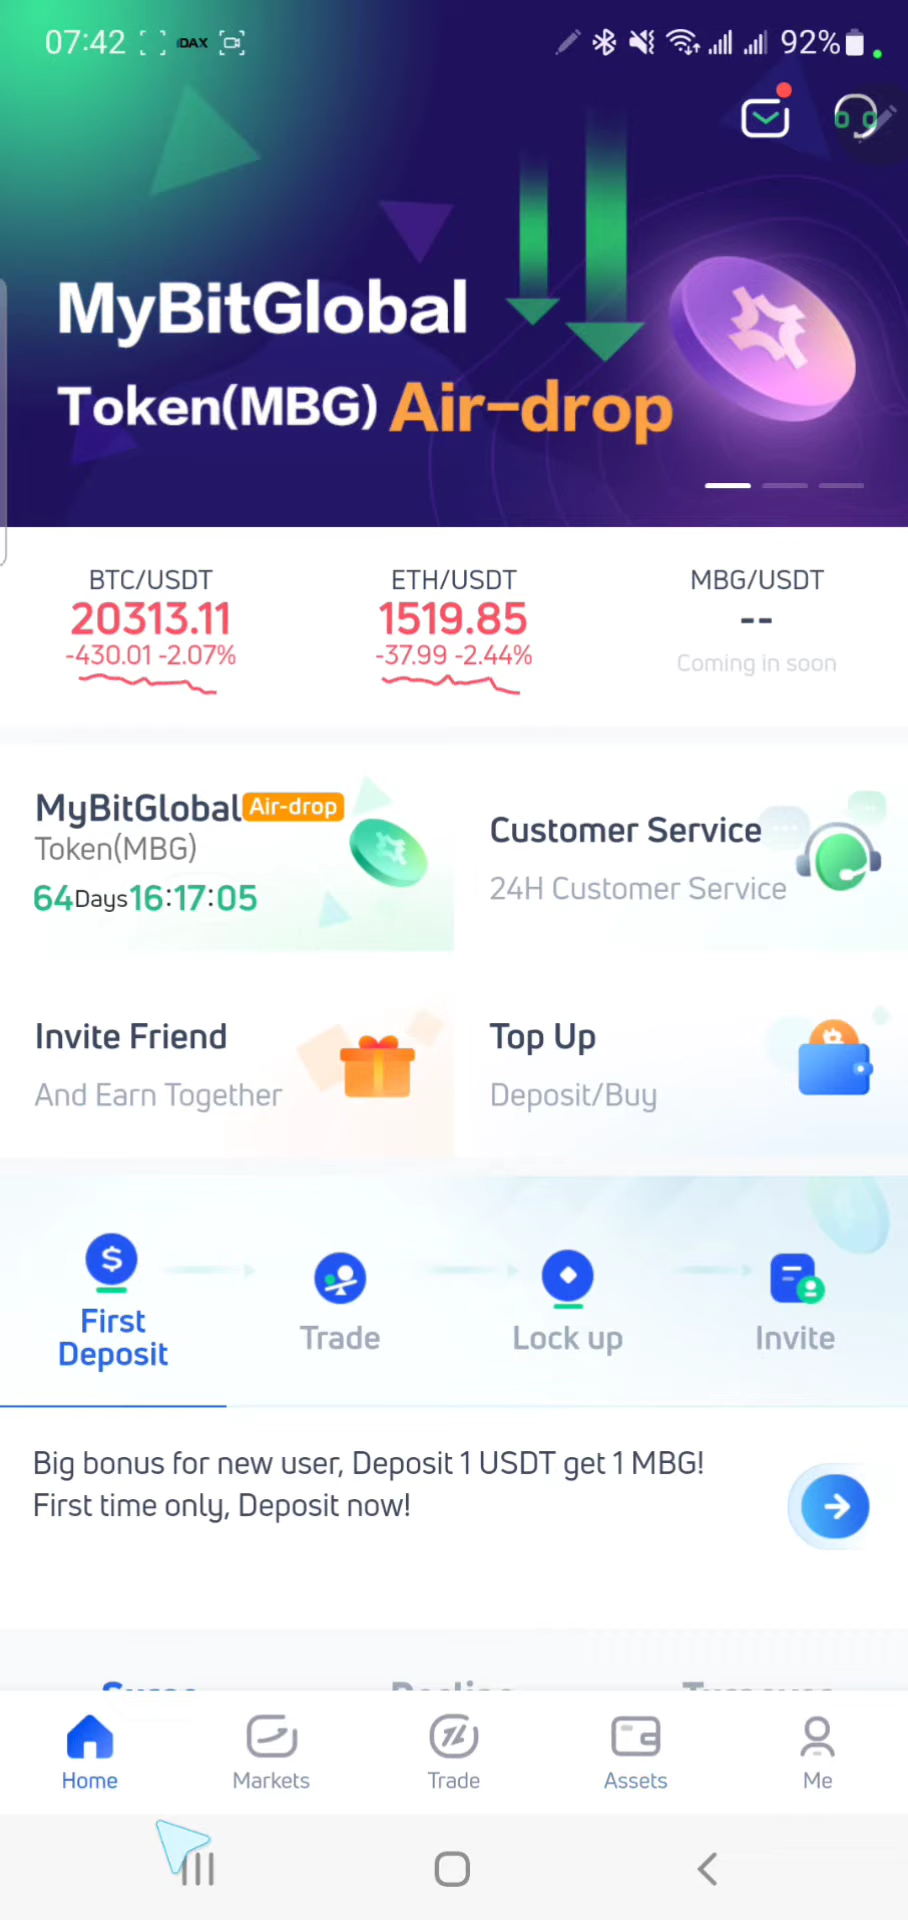 07:42
DAX
92%
MyBitGlobal
Token(MBG) Air-drop
BTC/USDT
20313.11
-430.01 -2.07%
ETH/USDT
1519.85
-37.99 -2.44%
MBG/USDT
--
Coming in soon
MyBitGlobal Air-drop
Token(MBG)
64Days16:17:05
Customer Service
24H Customer Service
Invite Friend
And Earn Together
Top Up
Deposit/Buy
First
Deposit
Trade
Lock up
Invite
Big bonus for new user, Deposit 1 USDT get 1 MBG!
First time only, Deposit now!
Home
Markets
Trade
Assets
Me